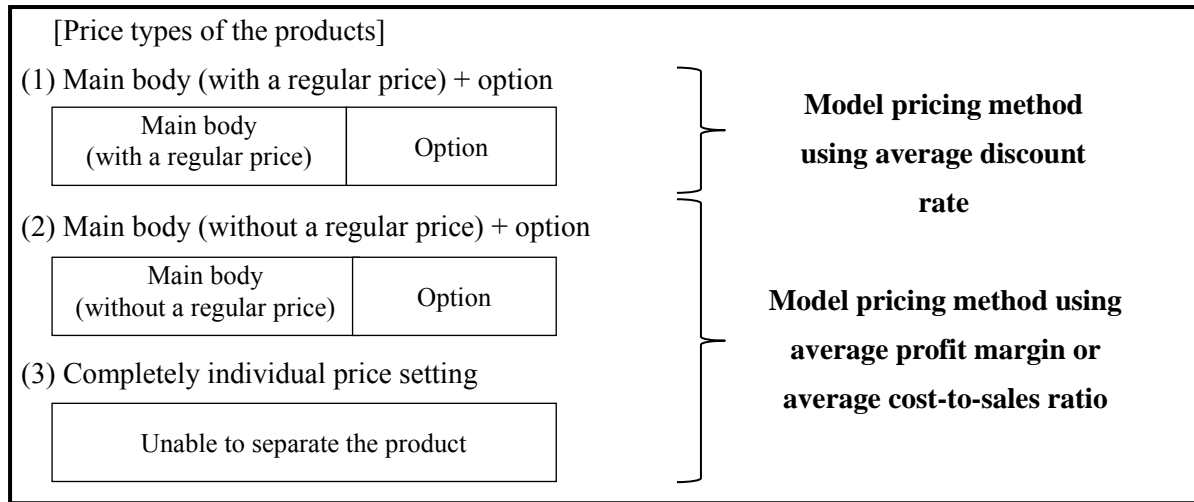 [Price types of the products]
(1) Main body (with a regular price) + option
Main body
(with a regular price)
Option
Model pricing method
using average discount
rate
(2) Main body (without a regular price) + option
Main body
(without a regular price)
Option
(3) Completely individual price setting
Unable to separate the product
Model pricing method using
average profit margin or
average cost-to-sales ratio